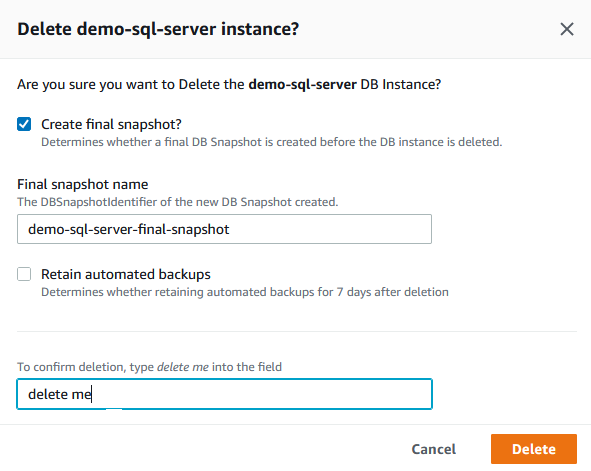 Delete demo-sql-server instance?
Are you sure you want to Delete the demo-sql-server DB Instance?
Create final snapshot?
Determines whether a final DB Snapshot is created before the DB instance is deleted.
Final snapshot name
The DBSnapshotIdentifier of the new DB Snapshot created.
demo-sql-server-final-snapshot
Retain automated backups
Determines whether retaining automated backups for 7 days after deletion
To confirm deletion, type delete me into the field
delete me
Cancel Delete